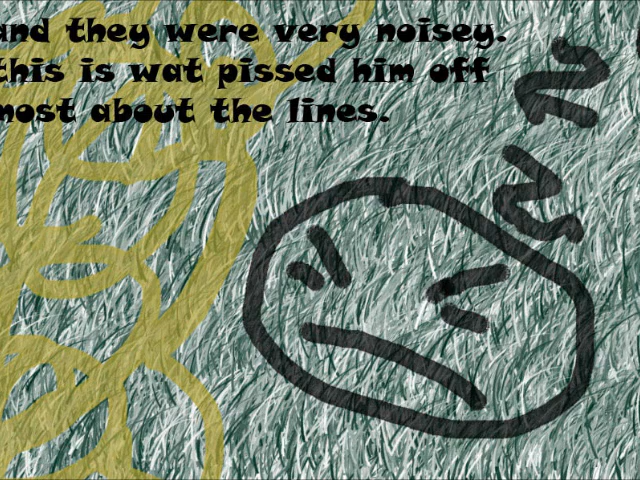 and they were very noisey.
this is wat pissed him off
most about the lines.